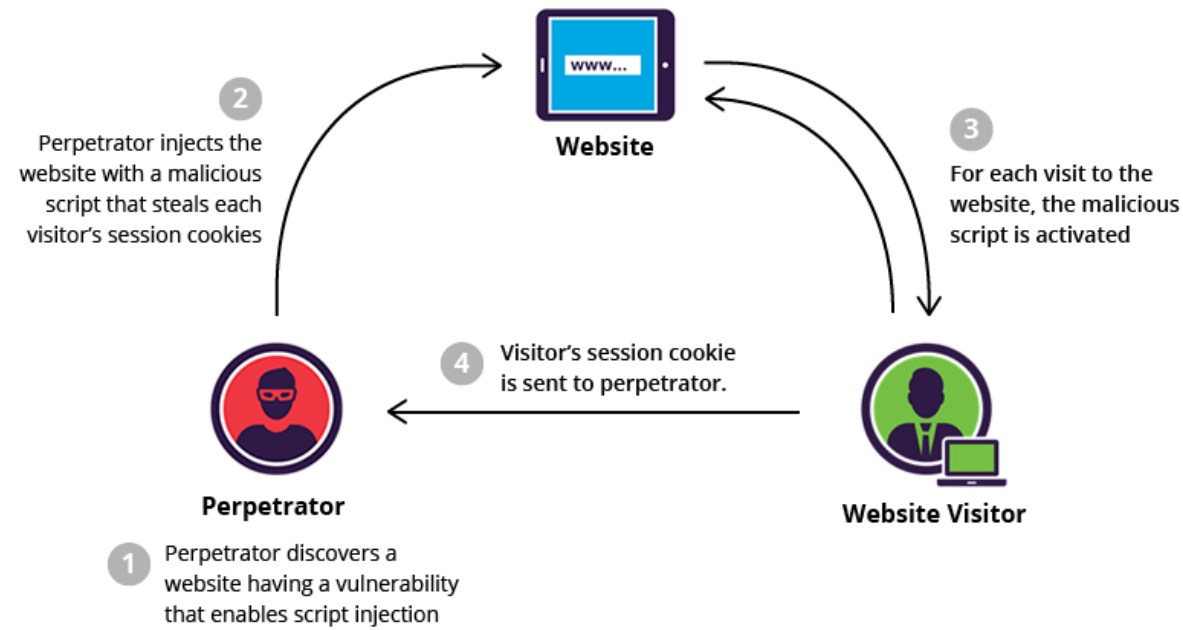 www...
Website
2
Perpetrator injects the
website with a malicious
script that steals each
visitor's session cookies
3
For each visit to the
website, the malicious
script is activated
4
Visitor's session cookie
is sent to perpetrator.
Perpetrator
Website Visitor
1
Perpetrator discovers a
website having a vulnerability
that enables script injection